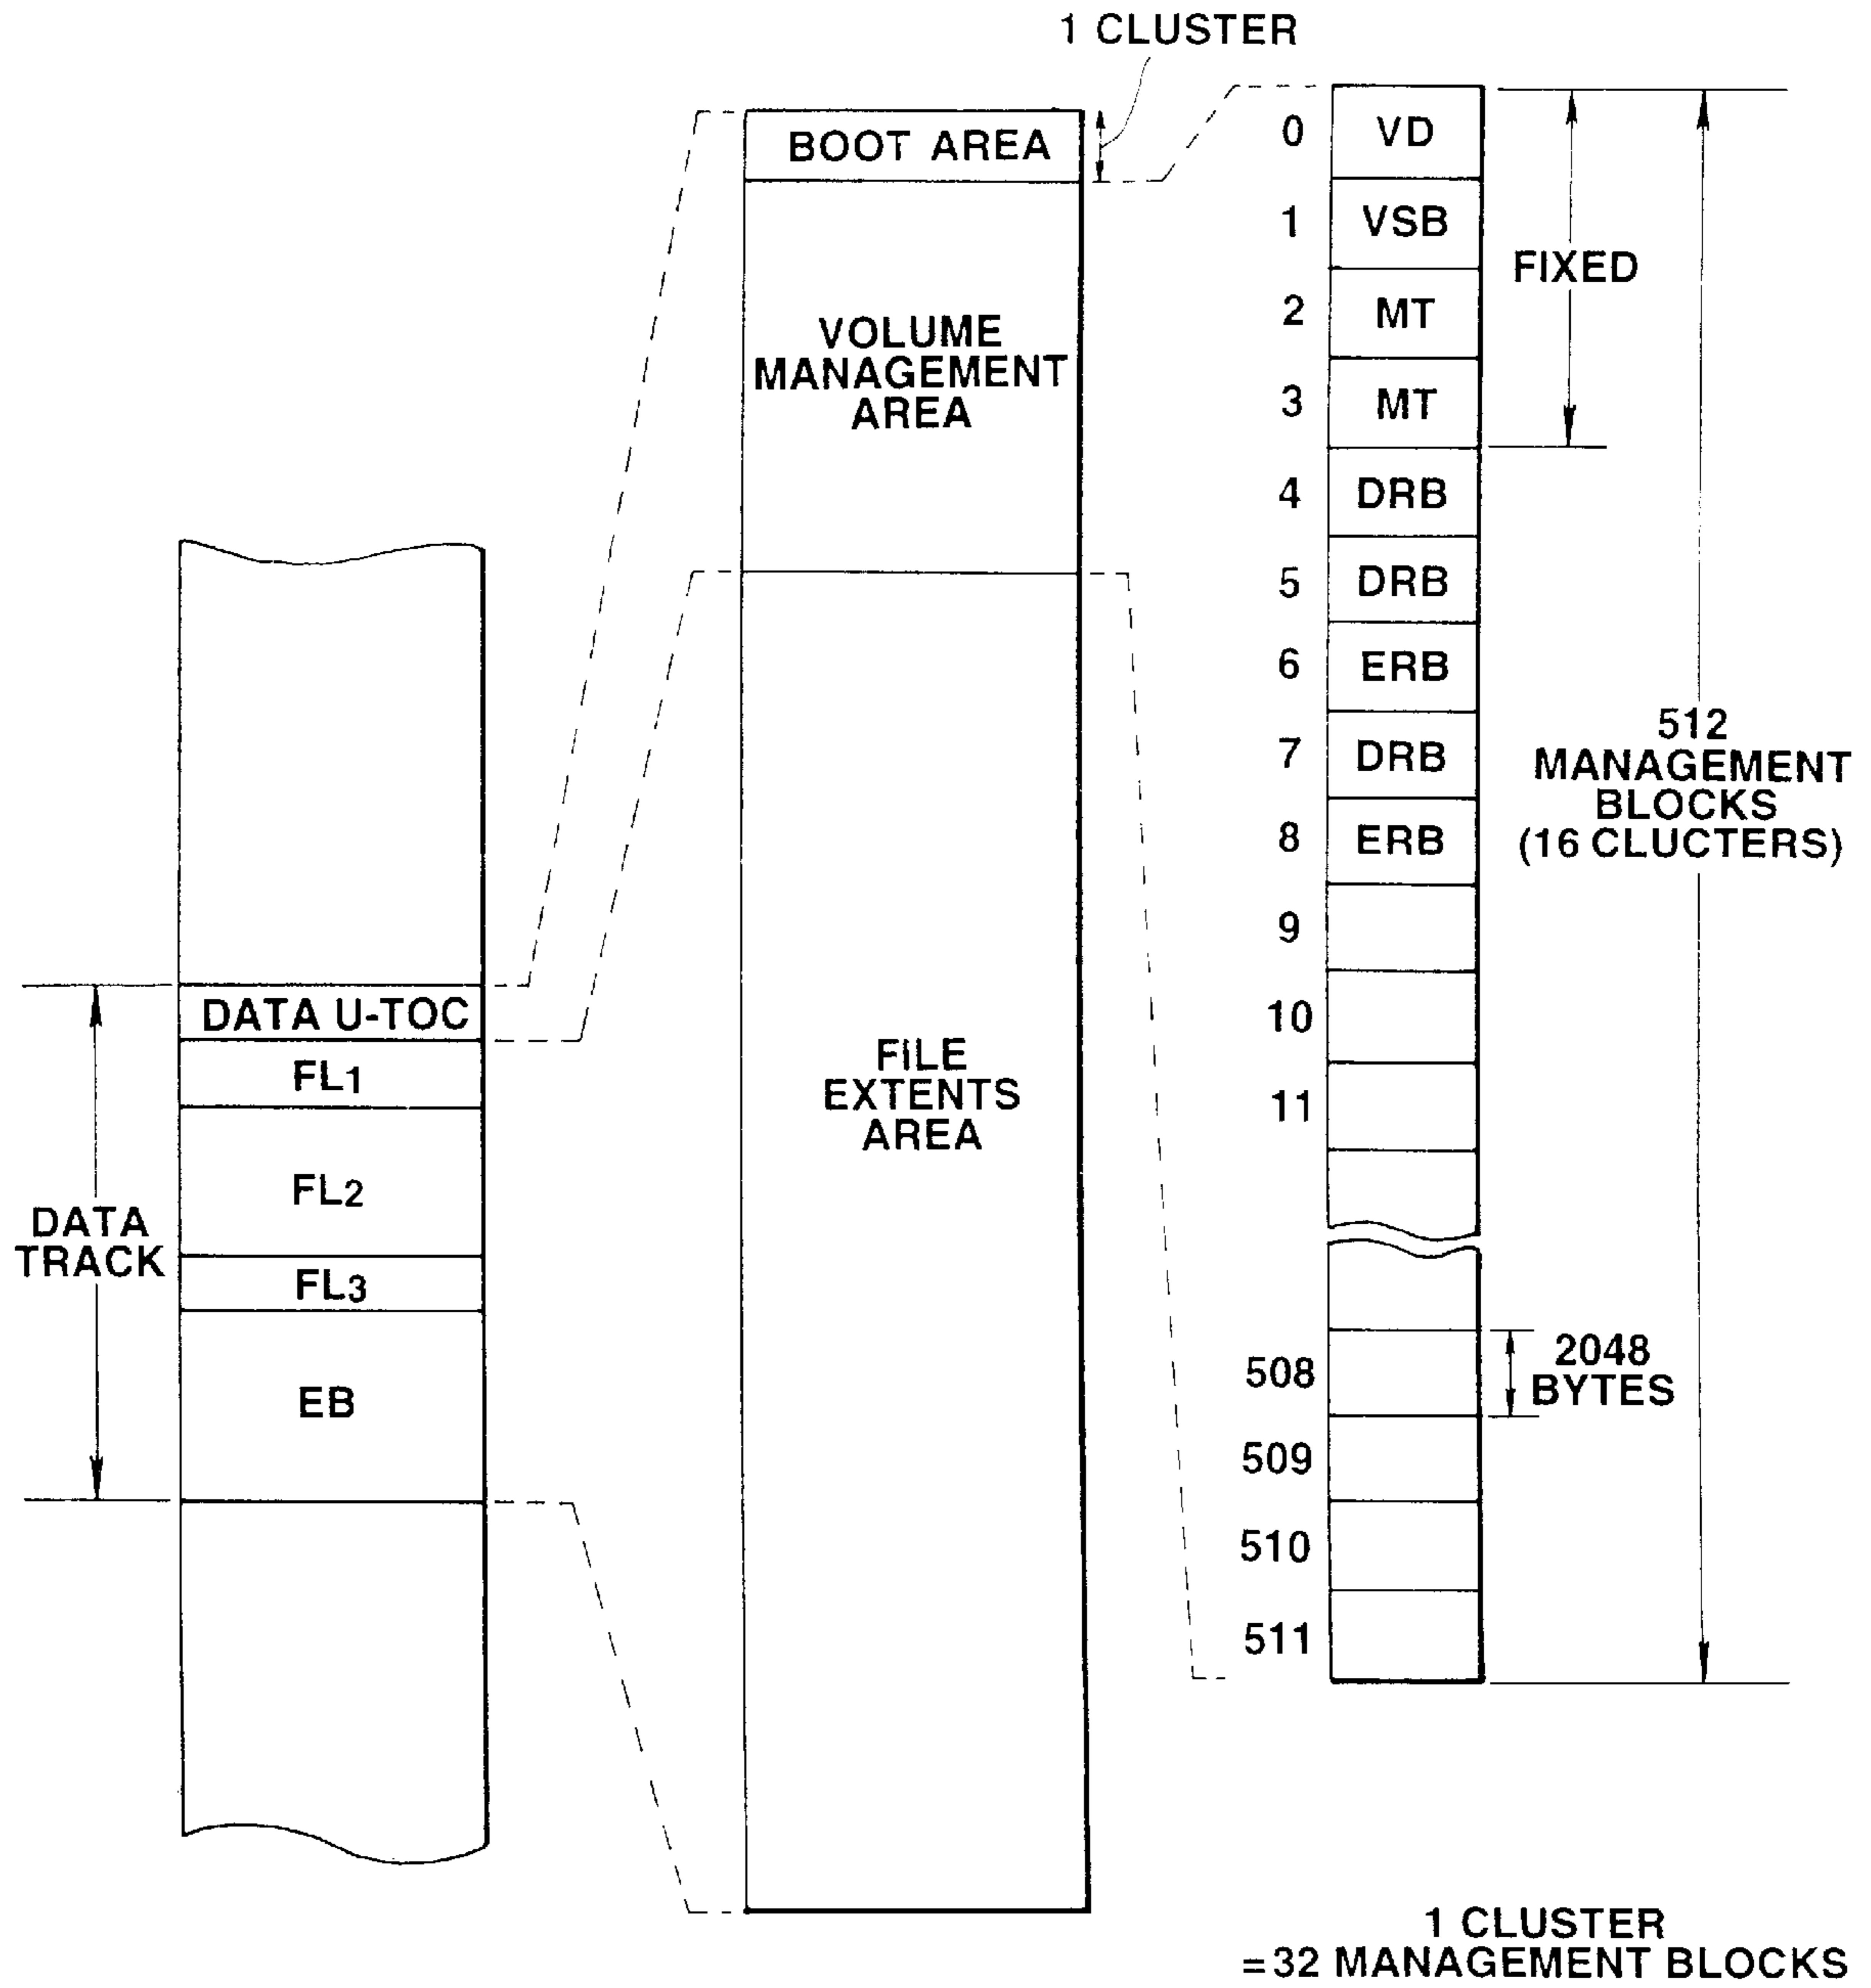 1 CLUSTER
BOOT AREA
VOLUME
MANAGEMENT
AREA
FILE
EXTENTS
AREA
DATA U-TOC
FL1
FL2
FL3
EB
DATA
TRACK
0 VD
1 VSB
2 MT
3 MT
4 DRB
5 DRB
6 ERB
7 DRB
8 ERB
9
10
11
508
509
510
511
FIXED
512
MANAGEMENT
BLOCKS
(16 CLUCTERS)
2048
BYTES
1 CLUSTER
=32 MANAGEMENT BLOCKS